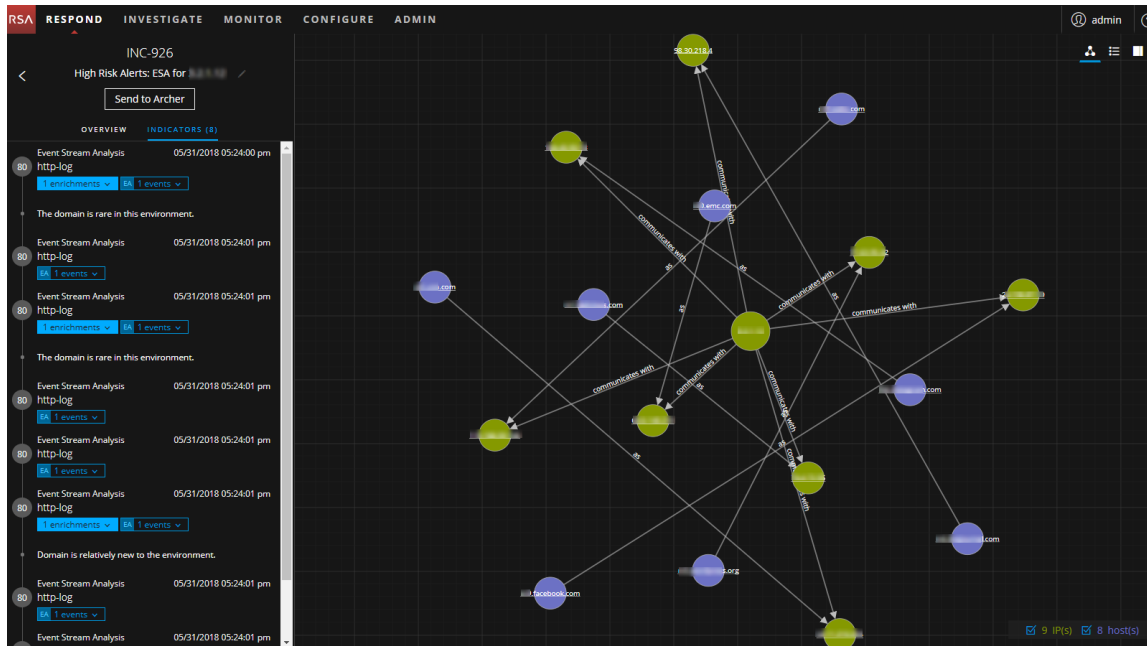 RSA RESPOND INVESTIGATE MONITOR CONFIGURE ADMIN admin
INC-926
High Risk Alerts: ESA for
Send to Archer
OVERVIEW INDICATORS (8)
Event Stream Analysis 05/31/2018 05:24:00 pm
80 http-log
1 enrichments EA 1 events
The domain is rare in this environment.
Event Stream Analysis 05/31/2018 05:24:01 pm
80 http-log
EA 1 events
Event Stream Analysis 05/31/2018 05:24:01 pm
80 http-log
1 enrichments EA 1 events
The domain is rare in this environment.
Event Stream Analysis 05/31/2018 05:24:01 pm
80 http-log
EA 1 events
Event Stream Analysis 05/31/2018 05:24:01 pm
80 http-log
EA 1 events
Event Stream Analysis 05/31/2018 05:24:01 pm
80 http-log
1 enrichments EA 1 events
Domain is relatively new to the environment.
Event Stream Analysis 05/31/2018 05:24:01 pm
80 http-log
EA 1 events
Event Stream Analysis 05/31/2018 05:24:01 pm
98.30.218.4
.com
communicates with
.emc.com
communicates with
as
as
as
.com
.com
communicates with
as
communicates with
as
communicates with
communicates with
communicates with
as
.com
as
as
communicates with
.com
.org
.facebook.com
9 IP(s) 8 host(s)